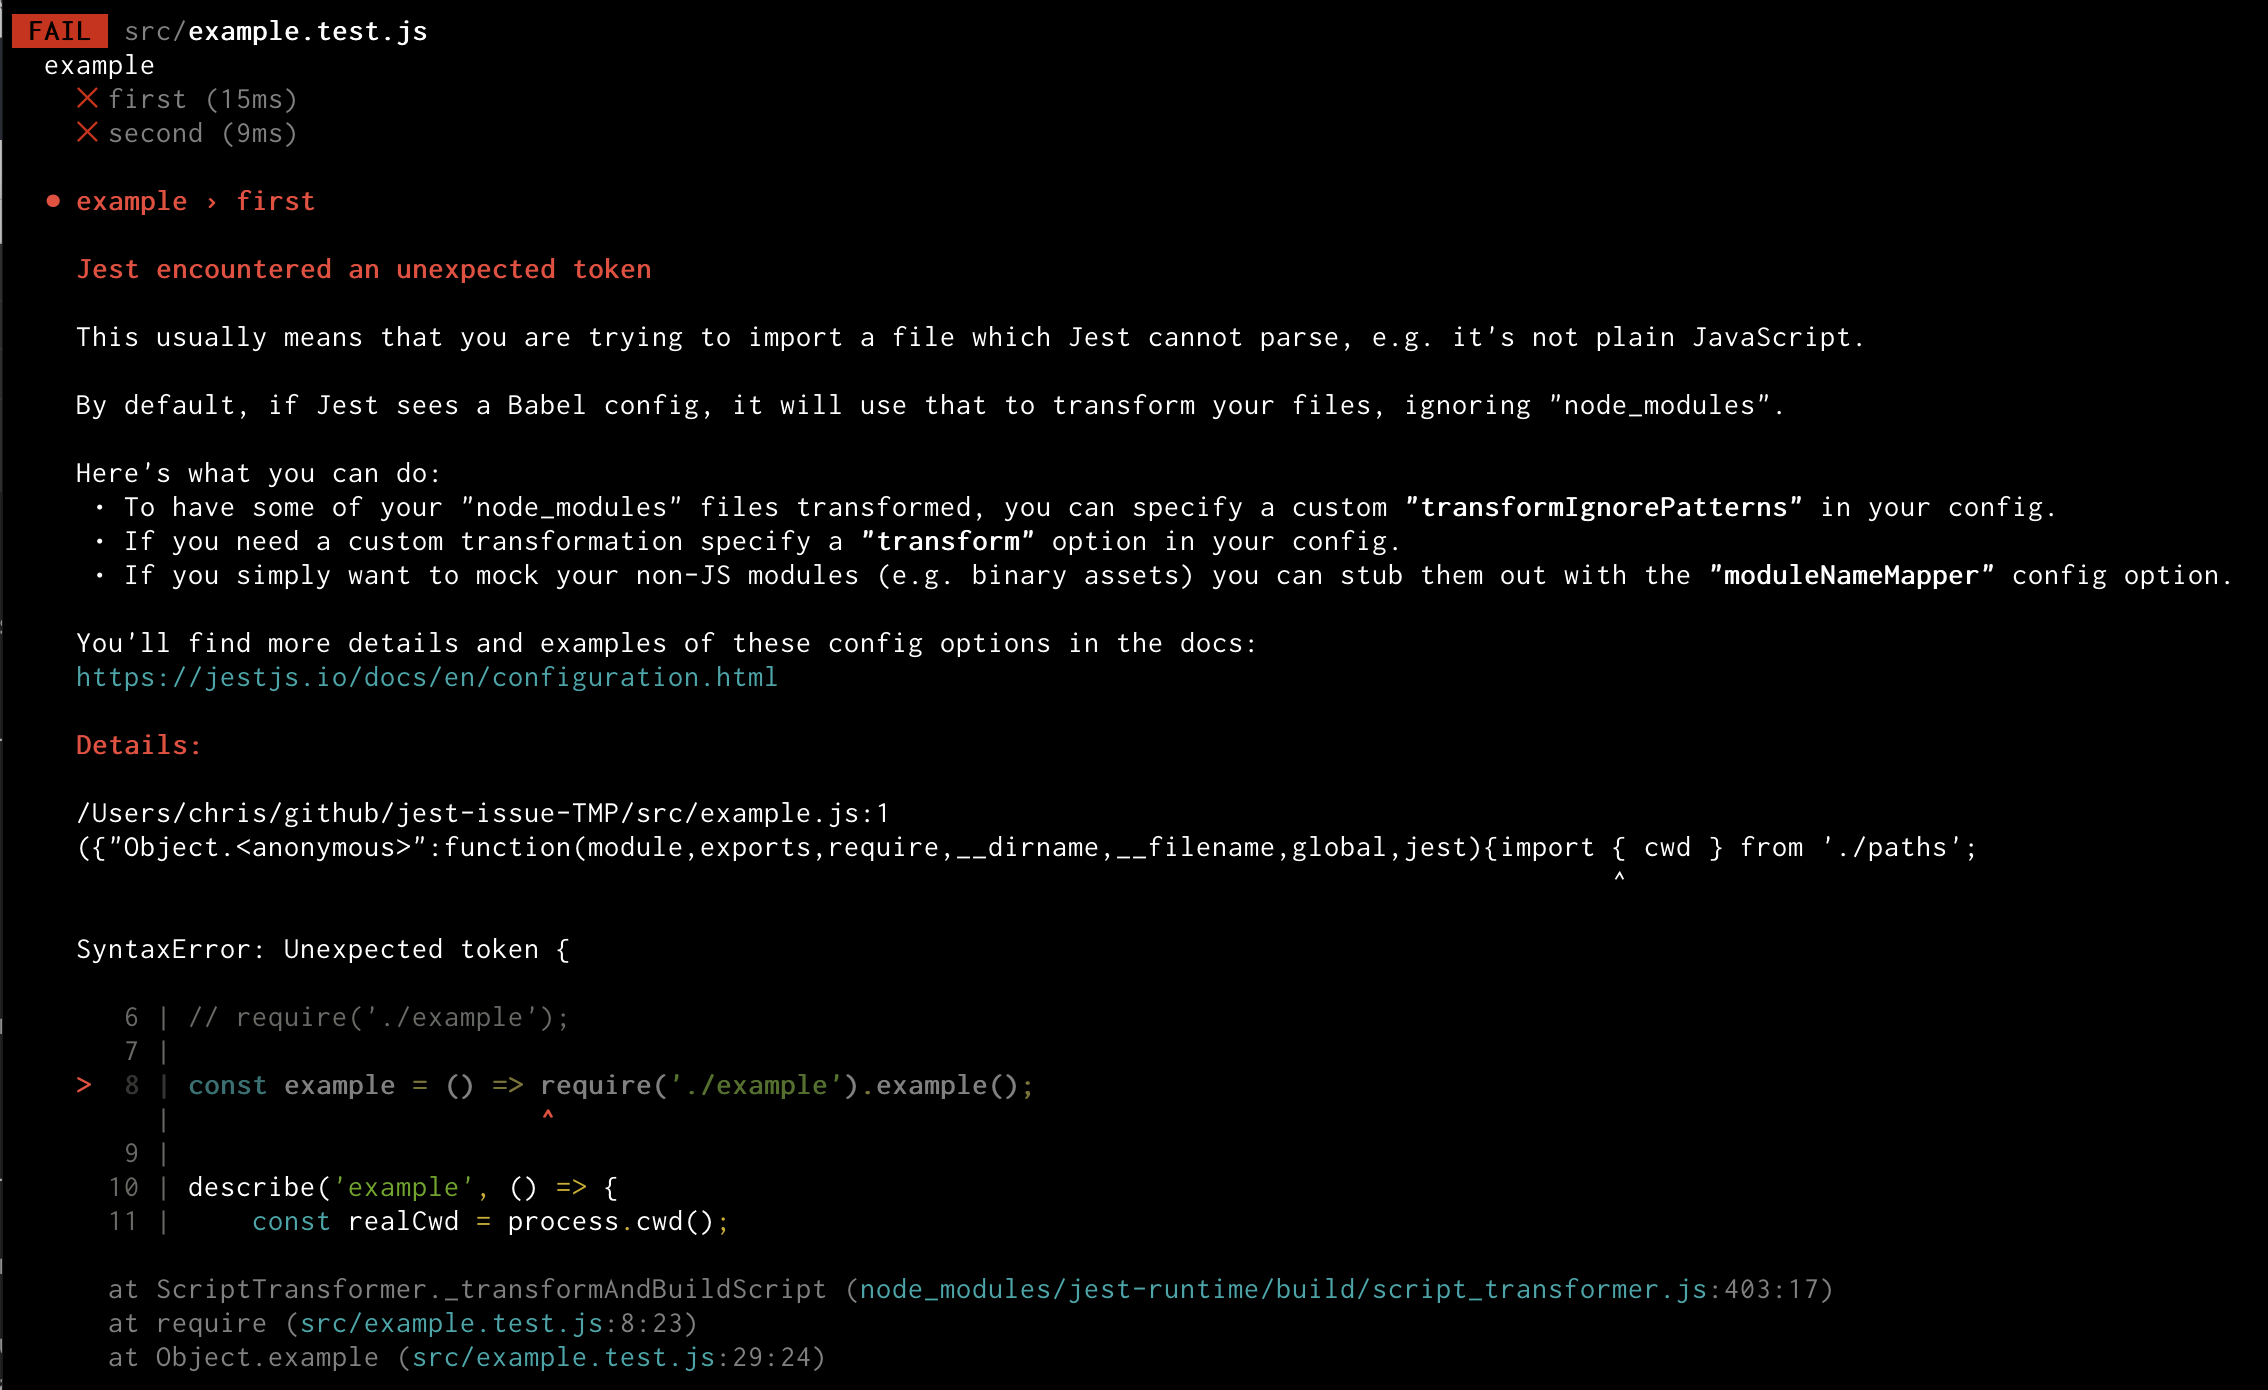 FAIL src/example.test.js
example
✕ first (15ms)
✕ second (9ms)
● example › first
Jest encountered an unexpected token
This usually means that you are trying to import a file which Jest cannot parse, e.g. it's not plain JavaScript.
By default, if Jest sees a Babel config, it will use that to transform your files, ignoring "node_modules".
Here's what you can do:
• To have some of your "node_modules" files transformed, you can specify a custom "transformIgnorePatterns" in your config.
• If you need a custom transformation specify a "transform" option in your config.
• If you simply want to mock your non-JS modules (e.g. binary assets) you can stub them out with the "moduleNameMapper" config option.
You'll find more details and examples of these config options in the docs:
https://jestjs.io/docs/en/configuration.html
Details:
/Users/chris/github/jest-issue-TMP/src/example.js:1
({"Object.<anonymous>":function(module,exports,require,__dirname,__filename,global,jest){import { cwd } from './paths';
^
SyntaxError: Unexpected token {
6 | // require('./example');
7 |
> 8 | const example = () => require('./example').example();
| ^
9 |
10 | describe('example', () => {
11 | const realCwd = process.cwd();
at ScriptTransformer._transformAndBuildScript (node_modules/jest-runtime/build/script_transformer.js:403:17)
at require (src/example.test.js:8:23)
at Object.example (src/example.test.js:29:24)